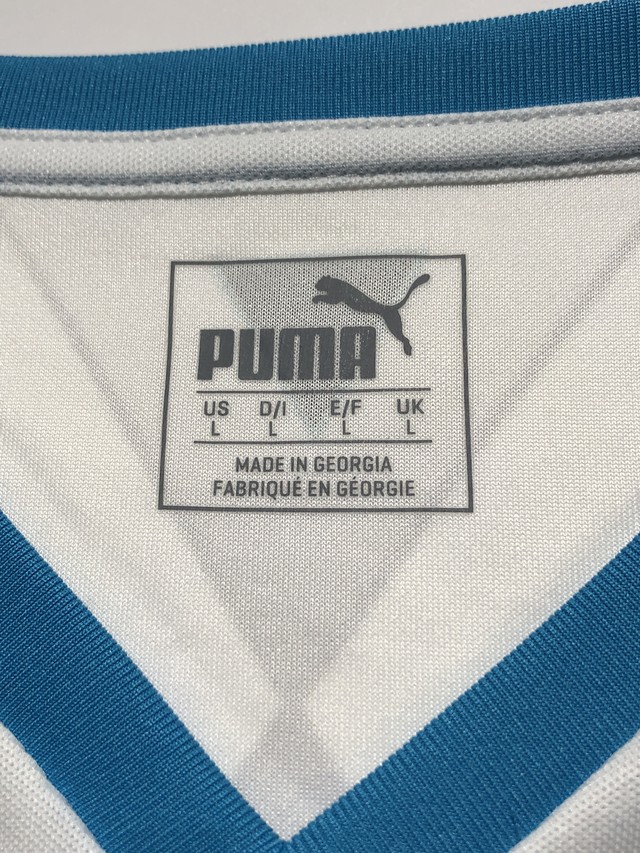 PUMA
US D/I E/F UK
L L L L
MADE IN GEORGIA
FABRIQUÉ EN GÉORGIE